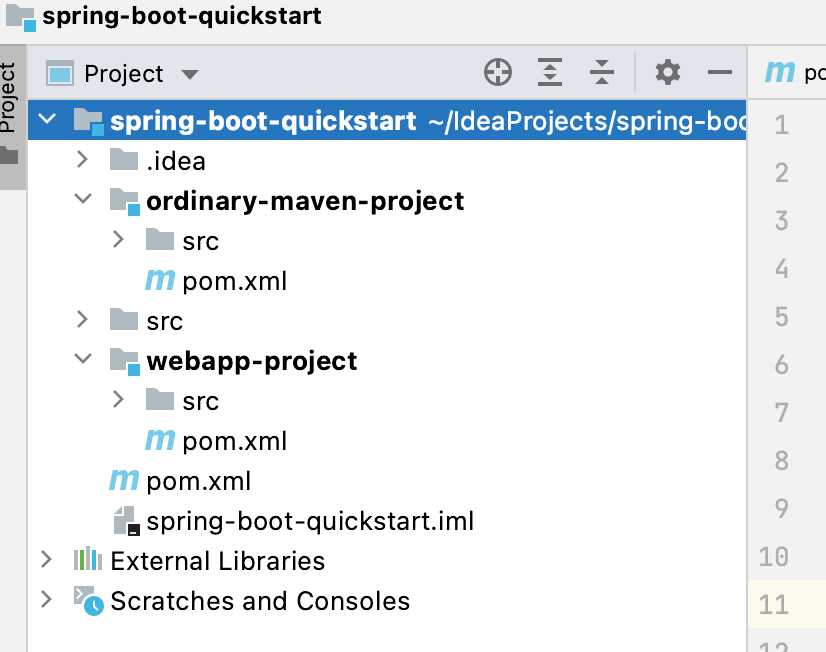 spring-boot-quickstart
Project
Project
m
spring-boot-quickstart ~/IdeaProjects/spring-boo
.idea
ordinary-maven-project
src
m pom.xml
src
webapp-project
src
m pom.xml
m pom.xml
spring-boot-quickstart.iml
External Libraries
Scratches and Consoles
1
2
3
4
5
6
7
8
9
10
11